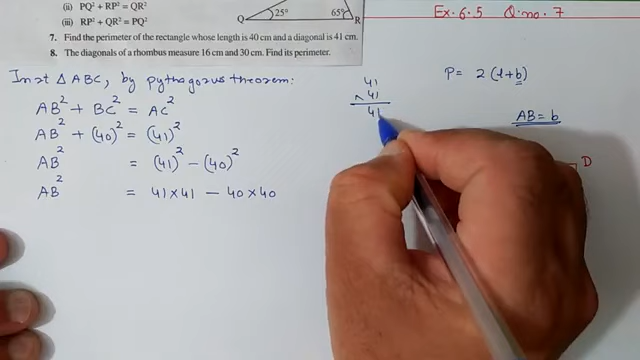 (ii) PQ² + RP² = QR²
(iii) RP² + QR² = PQ²
Q 25° 65° R
7. Find the perimeter of the rectangle whose length is 40 cm and a diagonal is 41 cm.
8. The diagonals of a rhombus measure 16 cm and 30 cm. Find its perimeter.
Ex.6.5 Q.no.7
In rt △ ABC, by pythagorus theorem:
AB² + BC² = AC²
AB² + (40)² = (41)²
AB² = (41)² - (40)²
AB² = 41×41 - 40×40
41
×41
41
P = 2(l+b)
AB = b
D